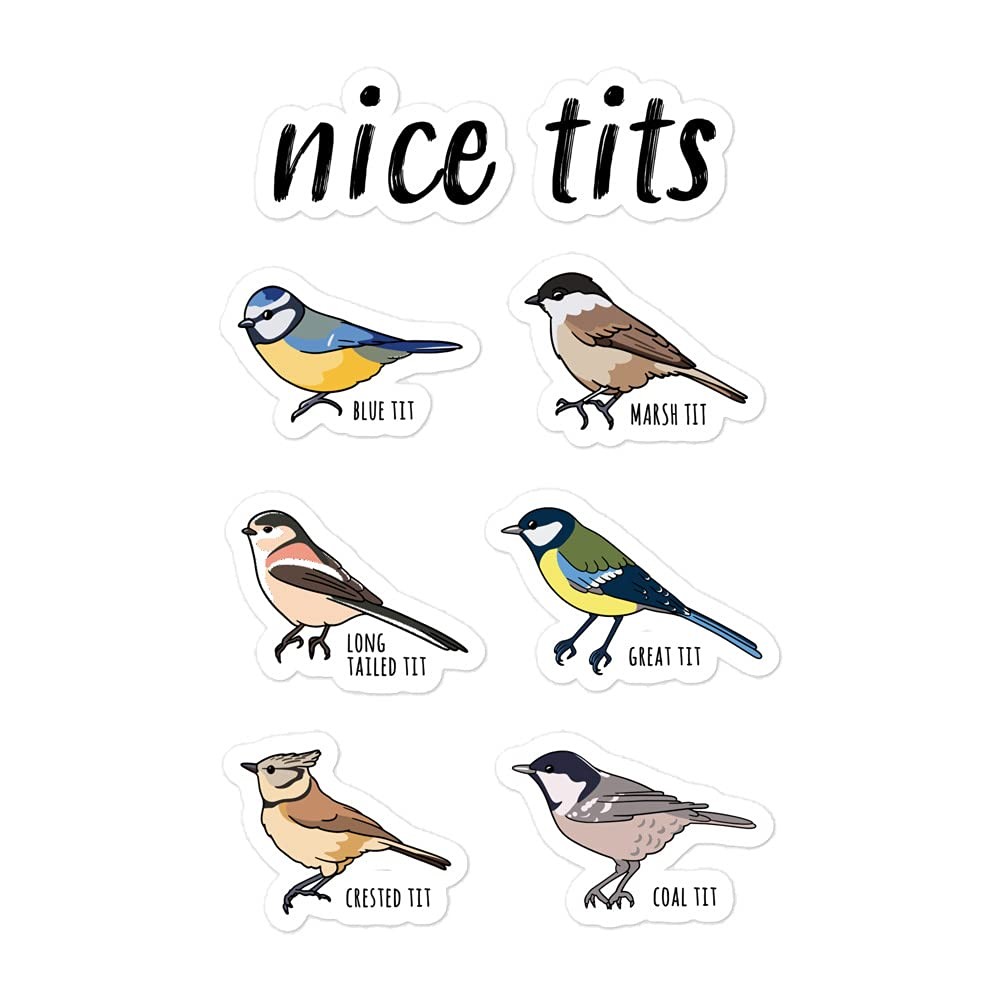 nice tits
BLUE TIT
MARSH TIT
LONG
TAILED TIT
GREAT TIT
CRESTED TIT
COAL TIT